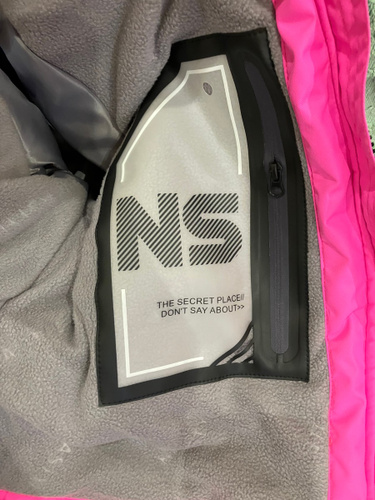 NS
THE SECRET PLACE//
DON'T SAY ABOUT>>